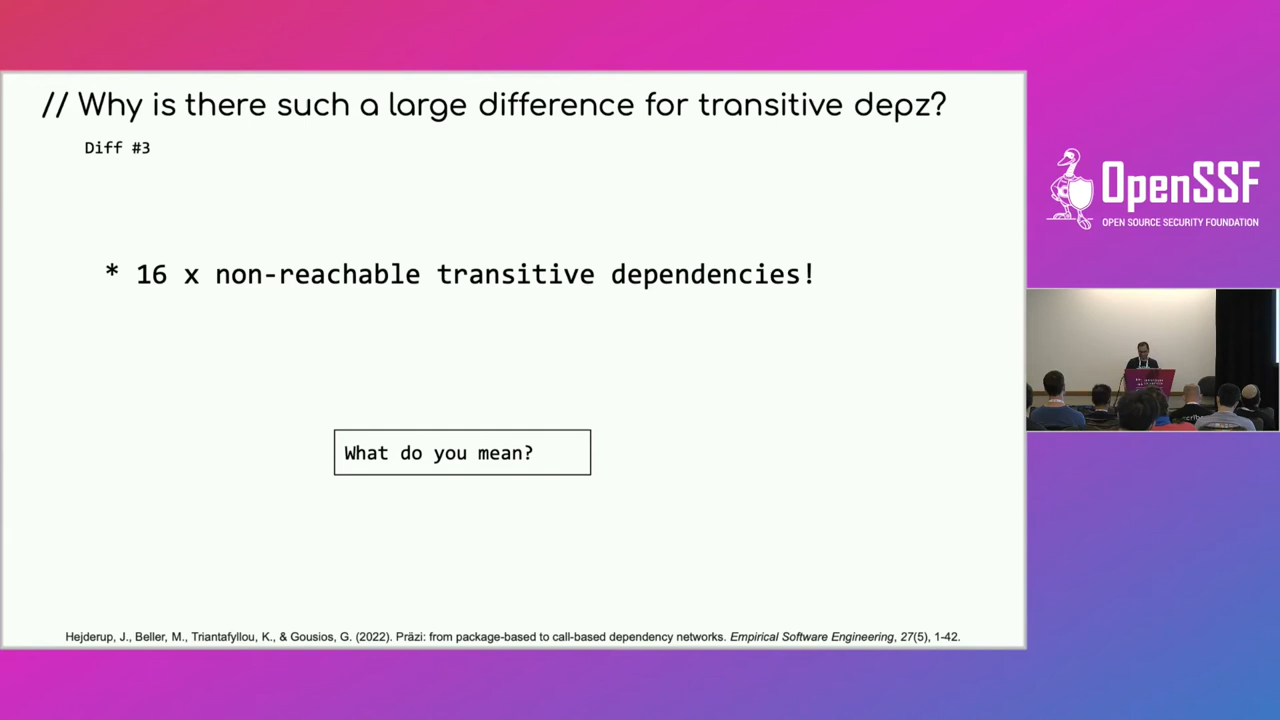 // Why is there such a large difference for transitive depz?
Diff #3
* 16 x non-reachable transitive dependencies!
What do you mean?
Hejderup, J., Beller, M., Triantafyllou, K., & Gousios, G. (2022). Präzi: from package-based to call-based dependency networks. Empirical Software Engineering, 27(5), 1-42.
OpenSSF
OPEN SOURCE SECURITY FOUNDATION